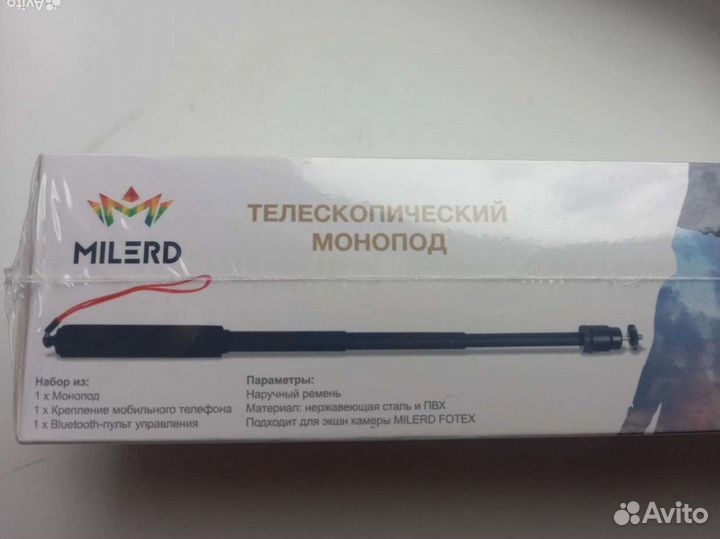 Avito
MILERD
ТЕЛЕСКОПИЧЕСКИЙ
МОНОПОД
Набор из:
1 x Монопод
1 x Крепление мобильного телефона
1 x Bluetooth-пульт управления
Параметры:
Наручный ремень
Материал: нержавеющая сталь и ПВХ
Подходит для экшн камеры MILERD FOTEX
Avito